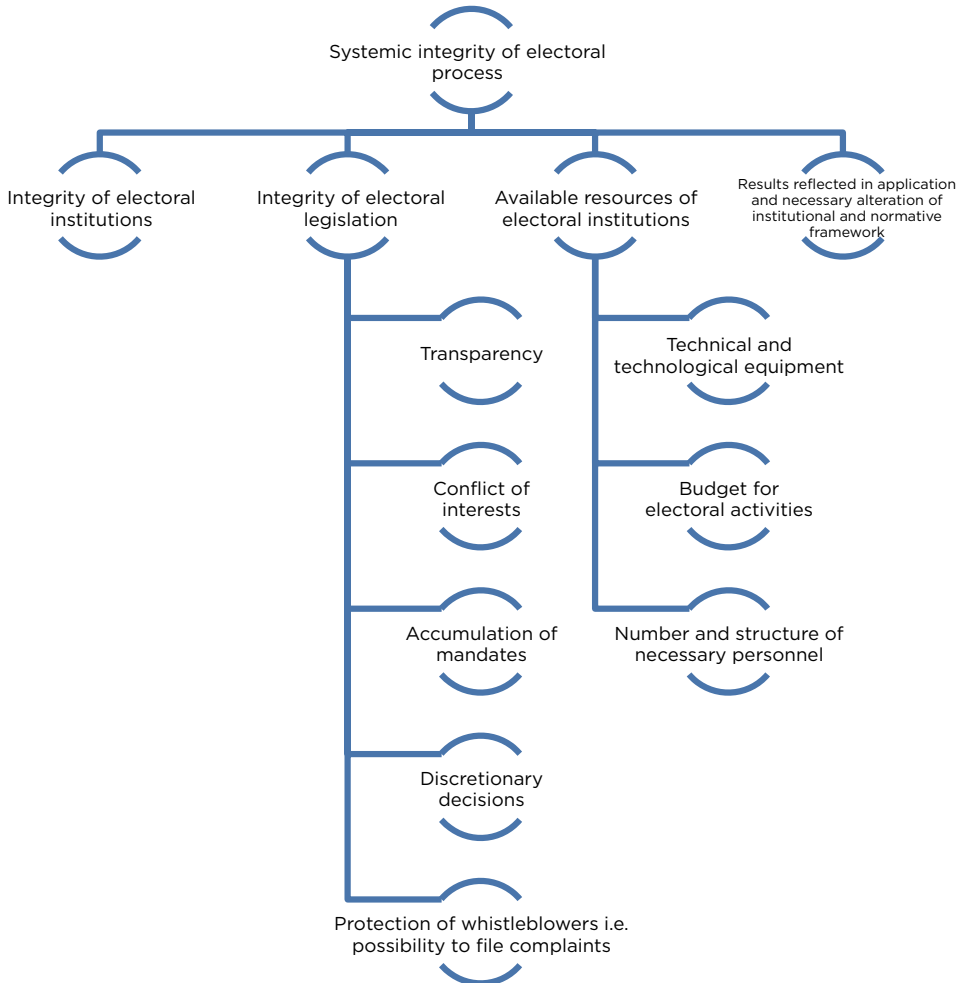 Systemic integrity of electoral
process
Integrity of electoral
institutions
Integrity of electoral
legislation
Available resources of
electoral institutions
Results reflected in application
and necessary alteration of
institutional and normative
framework
Transparency
Conflict of
interests
Accumulation of
mandates
Discretionary
decisions
Protection of whistleblowers i.e.
possibility to file complaints
Technical and
technological equipment
Budget for
electoral activities
Number and structure of
necessary personnel